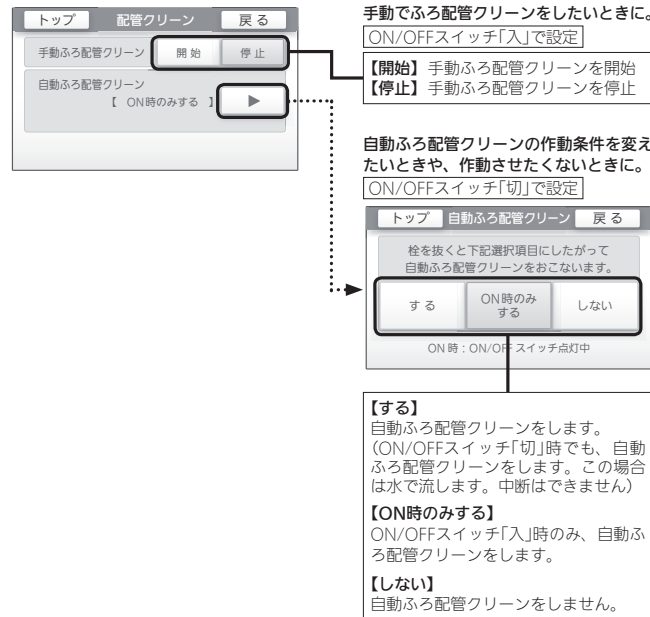 トップ 配管クリーン 戻る
手動ふろ配管クリーン 開始 停止
自動ふろ配管クリーン
【 ON時のみする 】 ▶
手動でふろ配管クリーンをしたいときに。
ON/OFFスイッチ「入」で設定
【開始】手動ふろ配管クリーンを開始
【停止】手動ふろ配管クリーンを停止
自動ふろ配管クリーンの作動条件を変え
たいときや、作動させたくないときに。
ON/OFFスイッチ「切」で設定
トップ 自動ふろ配管クリーン 戻る
栓を抜くと下記選択項目にしたがって
自動ふろ配管クリーンをおこないます。
する ON時のみ しない
する
ON時：ON/OFFスイッチ点灯中
【する】
自動ふろ配管クリーンをします。
(ON/OFFスイッチ「切」時でも、自動
ふろ配管クリーンをします。この場合
は水で流します。中断はできません)
【ON時のみする】
ON/OFFスイッチ「入」時のみ、自動ふ
ろ配管クリーンをします。
【しない】
自動ふろ配管クリーンをしません。